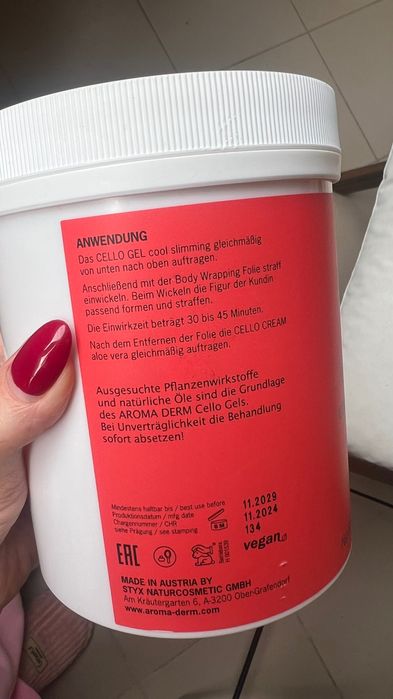 ANWENDUNG
Das CELLO GEL cool slimming gleichmäßig
von unten nach oben auftragen.
Anschließend mit der Body Wrapping Folie straff
einwickeln. Beim Wickeln die Figur der Kundin
passend formen und straffen.
Die Einwirkzeit beträgt 30 bis 45 Minuten.
Nach dem Entfernen der Folie die CELLO CREAM
aloe vera gleichmäßig auftragen.
Ausgesuchte Pflanzenwirkstoffe
und natürliche Öle sind die Grundlage
des AROMA DERM Cello Gels.
Bei Unverträglichkeit die Behandlung
sofort absetzen!
Mindestens haltbar bis / best use before 11.2029
Produktionsdatum / mfg date 11.2024
Chargennummer / CHR 134
siehe Prägung / see stamping
6 M
EAC
vegan
MADE IN AUSTRIA BY
STYX NATURCOSMETIC GMBH
Am Kräutergarten 6, A-3200 Ober-Grafendorf
www.aroma-derm.com